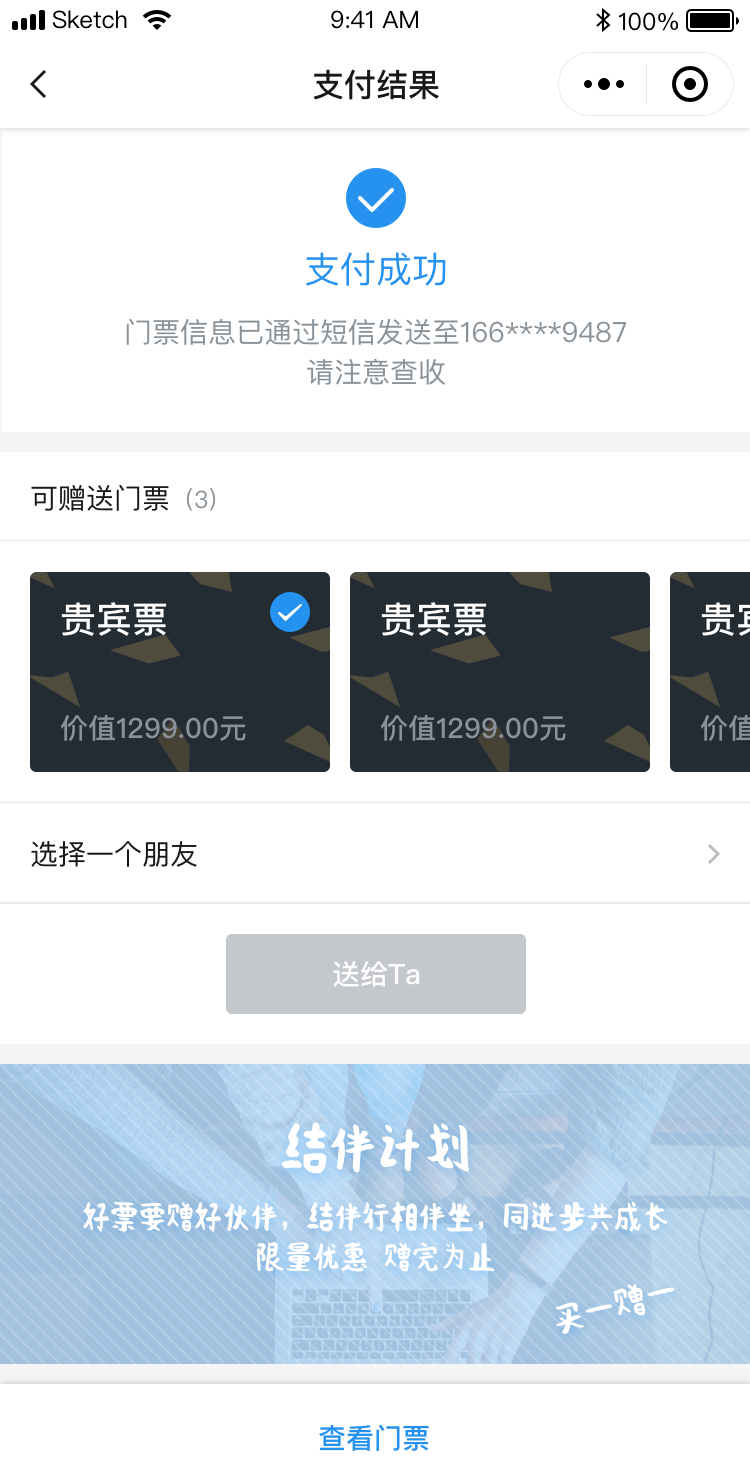 Sketch 9:41 AM 100%
支付结果
支付成功
门票信息已通过短信发送至166****9487
请注意查收
可赠送门票 (3)
贵宾票 贵宾票 贵宾
价值1299.00元 价值1299.00元 价值
选择一个朋友
送给Ta
结伴计划
好票要赠好伙伴，结伴行相伴坐，同进步共成长
限量优惠 赠完为止
买一赠一
查看门票